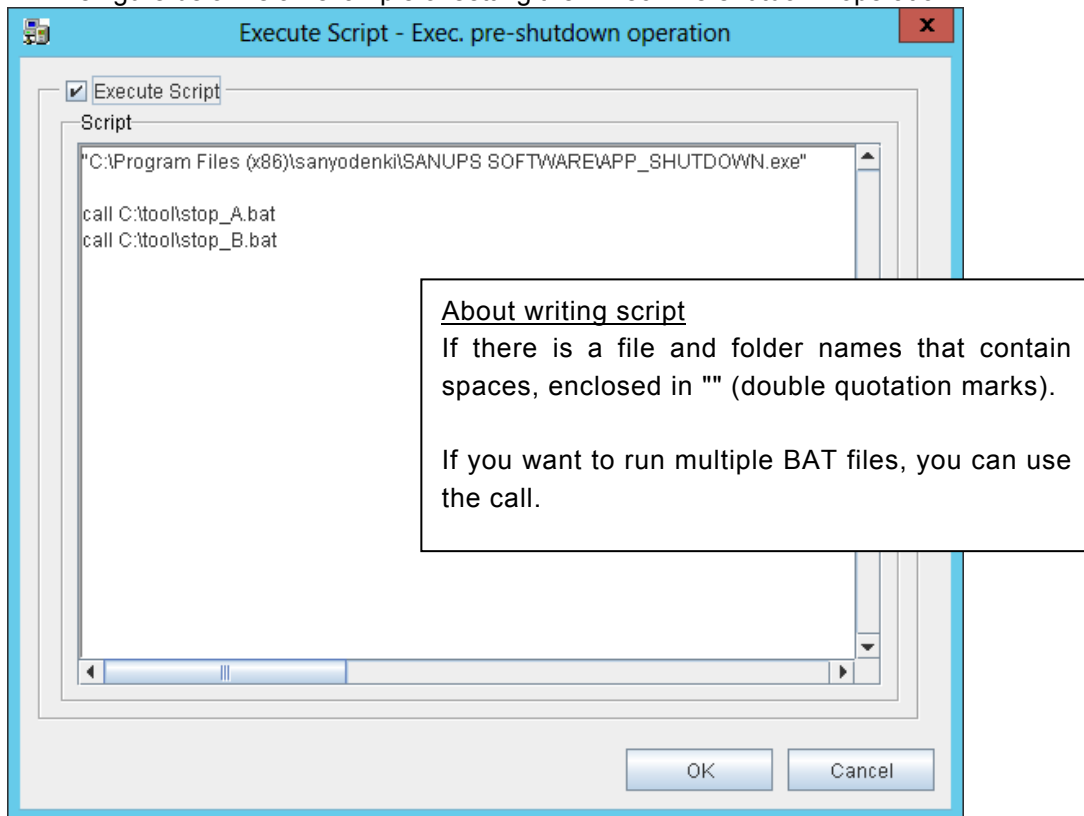 Execute Script - Exec. pre-shutdown operation
x
Execute Script
Script
"C:\Program Files (x86)\sanyodenki\SANUPS SOFTWARE\APP_SHUTDOWN.exe"
call C:\tool\stop_A.bat
call C:\tool\stop_B.bat
About writing script
If there is a file and folder names that contain
spaces, enclosed in "" (double quotation marks).
If you want to run multiple BAT files, you can use
the call.
OK Cancel